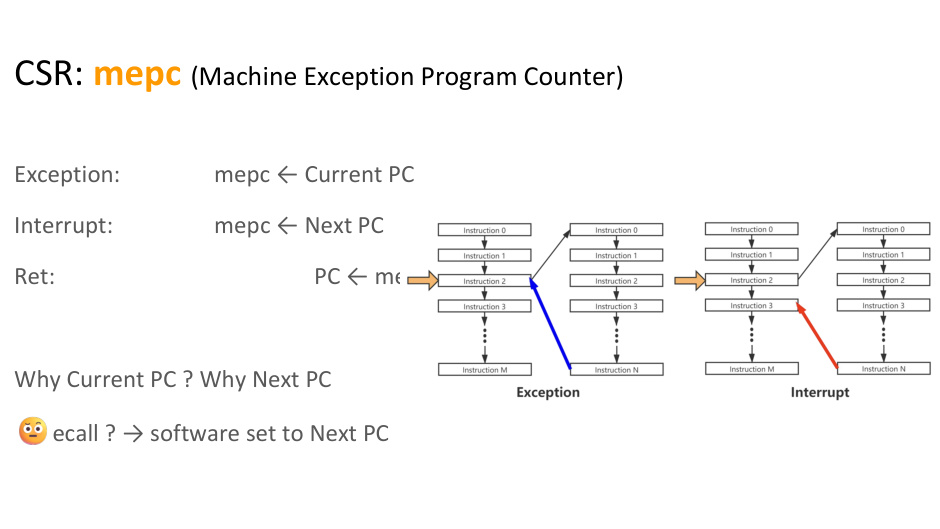 CSR: mepc (Machine Exception Program Counter)
Exception: mepc ← Current PC
Interrupt: mepc ← Next PC
Ret: PC ← me
Why Current PC ? Why Next PC
ecall ? → software set to Next PC
Instruction 0
Instruction 1
Instruction 2
Instruction 3
Instruction M
Instruction 0
Instruction 1
Instruction 2
Instruction 3
Instruction N
Exception
Instruction 0
Instruction 1
Instruction 2
Instruction 3
Instruction M
Instruction 0
Instruction 1
Instruction 2
Instruction 3
Instruction N
Interrupt